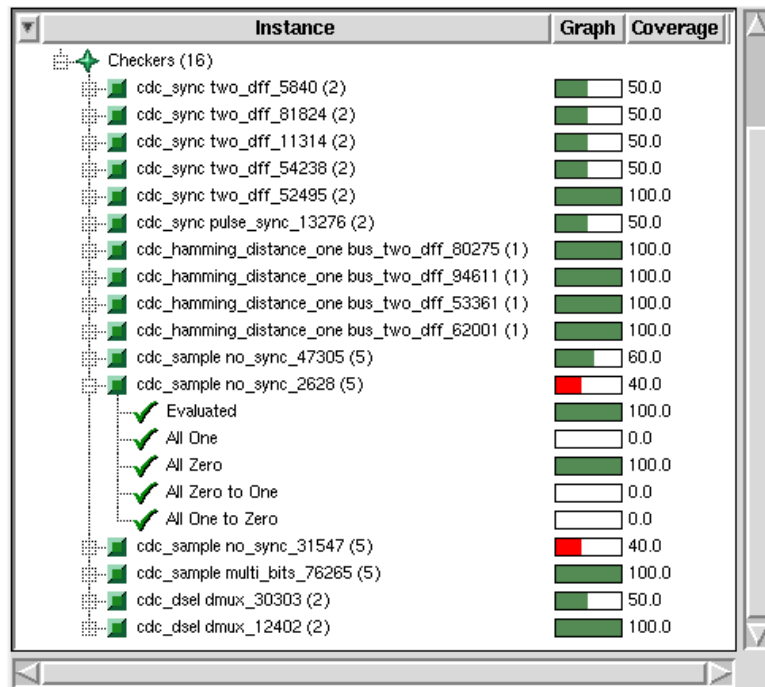 Instance Graph Coverage
Checkers (16)
cdc_sync two_dff_5840 (2) 50.0
cdc_sync two_dff_81824 (2) 50.0
cdc_sync two_dff_11314 (2) 50.0
cdc_sync two_dff_54238 (2) 50.0
cdc_sync two_dff_52495 (2) 100.0
cdc_sync pulse_sync_13276 (2) 50.0
cdc_hamming_distance_one bus_two_dff_80275 (1) 100.0
cdc_hamming_distance_one bus_two_dff_94611 (1) 100.0
cdc_hamming_distance_one bus_two_dff_53361 (1) 100.0
cdc_hamming_distance_one bus_two_dff_62001 (1) 100.0
cdc_sample no_sync_47305 (5) 60.0
cdc_sample no_sync_2628 (5) 40.0
Evaluated 100.0
All One 0.0
All Zero 100.0
All Zero to One 0.0
All One to Zero 0.0
cdc_sample no_sync_31547 (5) 40.0
cdc_sample multi_bits_76265 (5) 100.0
cdc_dsel dmux_30303 (2) 50.0
cdc_dsel dmux_12402 (2) 100.0